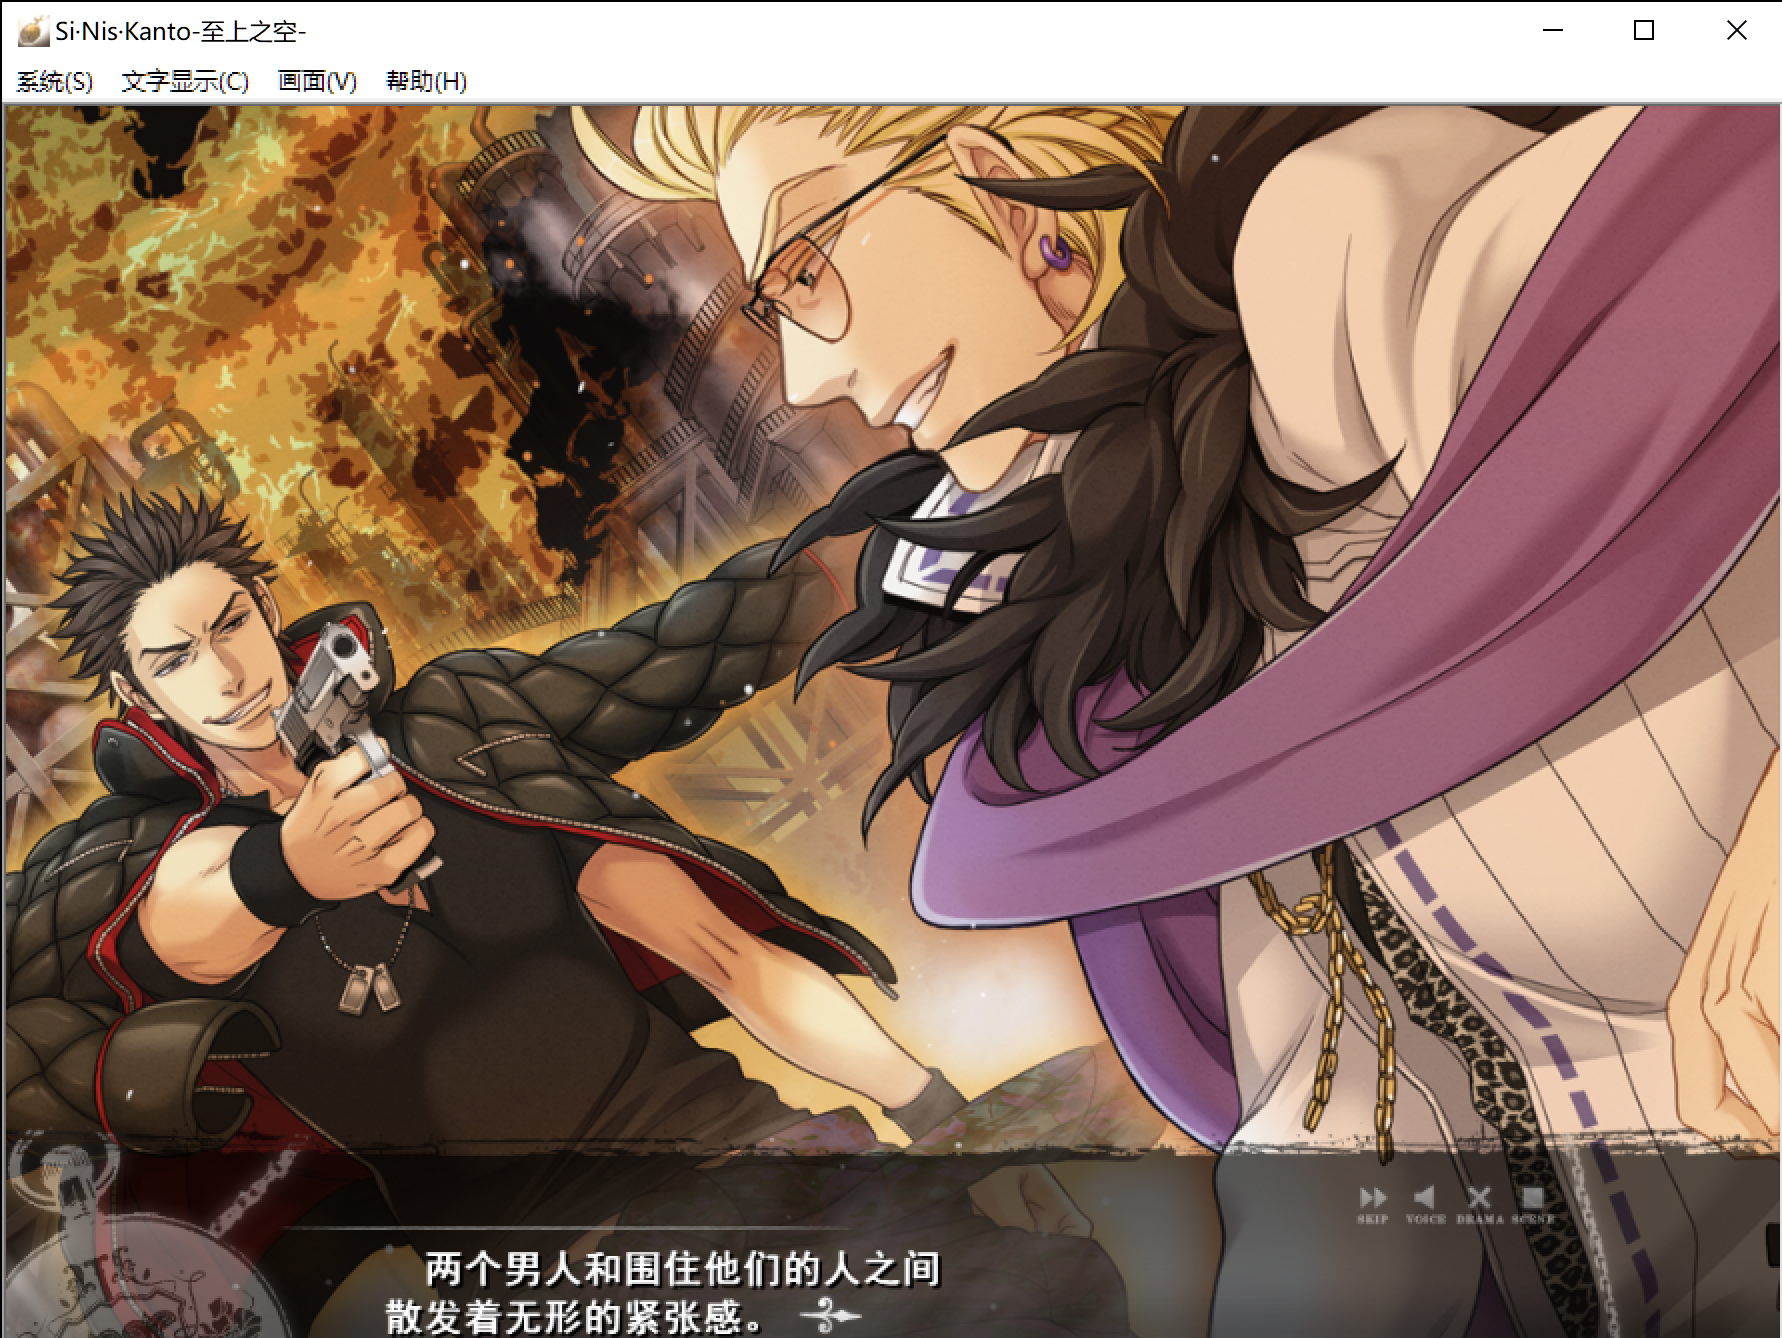 Si·Nis·Kanto-至上之空-
系统(S) 文字显示(C) 画面(V) 帮助(H)
SKIP VOICE DRAMA SCENE
两个男人和围住他们的人之间
散发着无形的紧张感。